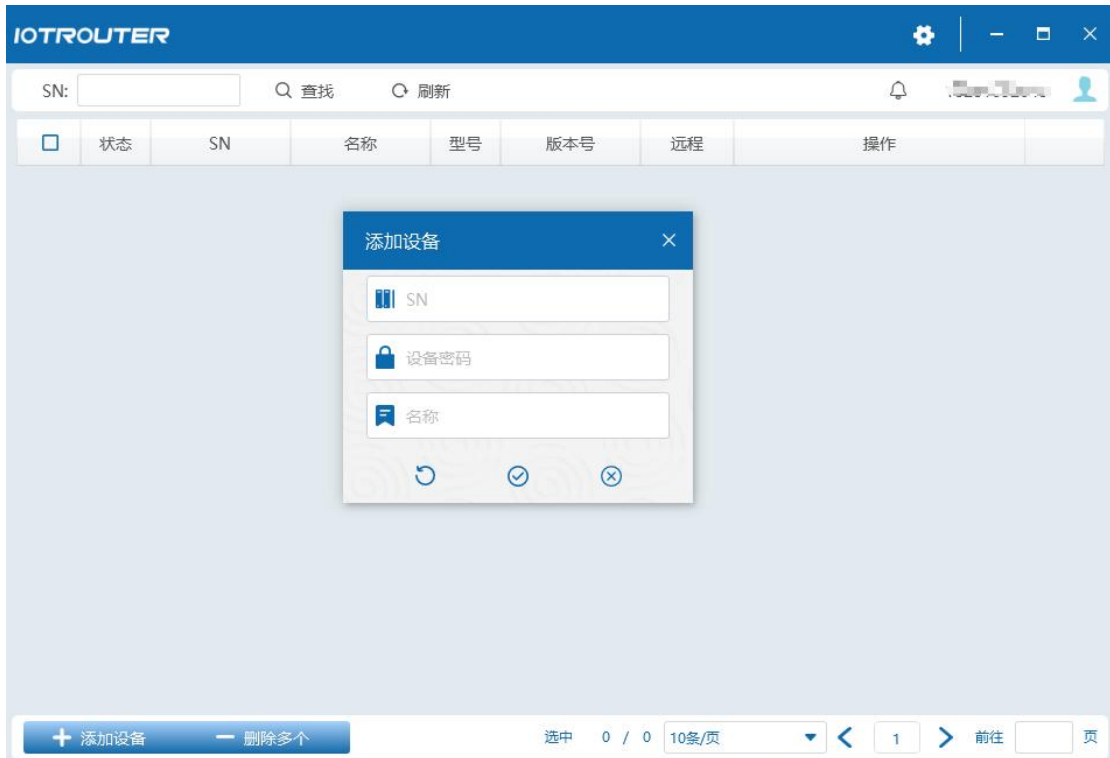 IOTROUTER
SN: 查找 刷新
状态 SN 名称 型号 版本号 远程 操作
添加设备
SN
设备密码
名称
添加设备 删除多个 选中 0 / 0 10条/页 1 前往 页